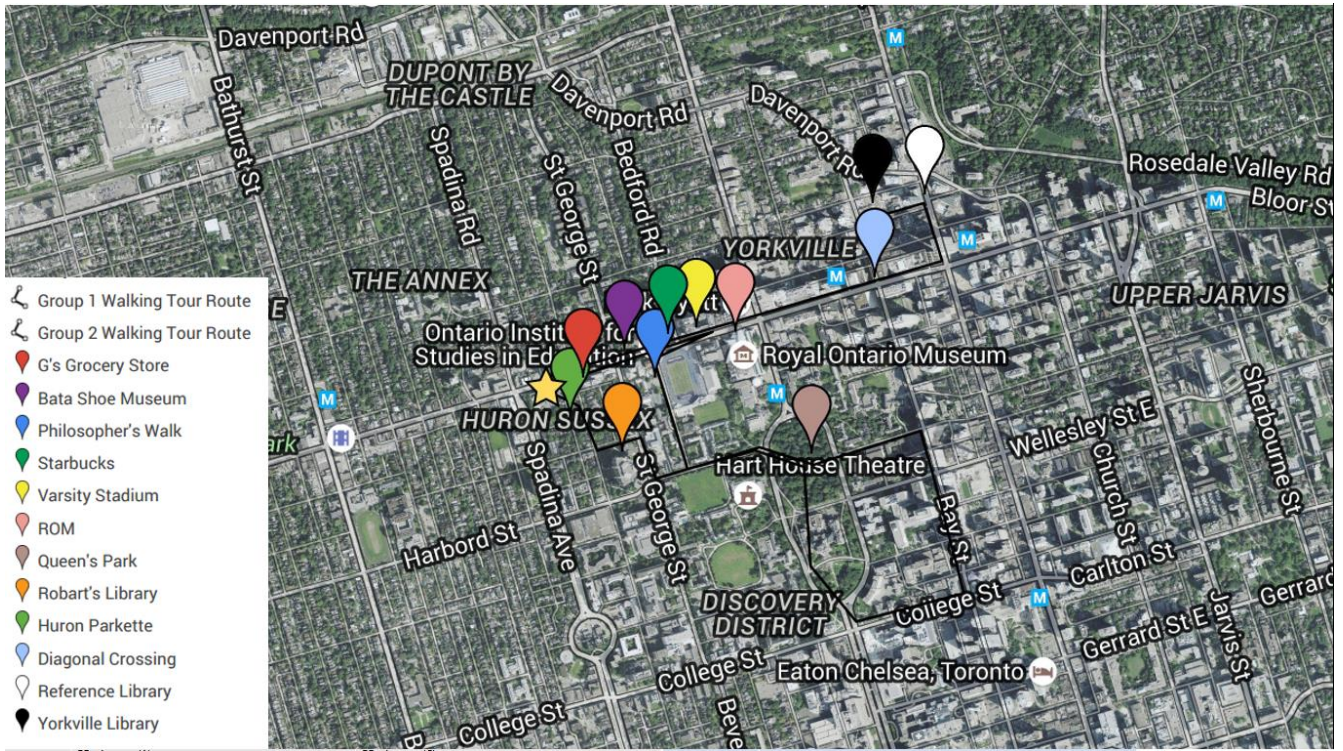 Davenport Rd
DUPONT BY
THE CASTLE
Davenport Rd
Davenport Rd
M
Bathurst St
Spadina Rd
St George St
Bedford Rd
Rosedale Valley Rd
M
Bloor St
YORKVILLE
M
M
THE ANNEX
UPPER JARVIS
Group 1 Walking Tour Route
Group 2 Walking Tour Route
G's Grocery Store
Bata Shoe Museum
Philosopher's Walk
Starbucks
Varsity Stadium
ROM
Queen's Park
Robart's Library
Huron Parkette
Diagonal Crossing
Reference Library
Yorkville Library
Ontario Institute for
Studies in Education
Royal Ontario Museum
M
M
HURON SUSSEX
Hart House Theatre
Wellesley St E
Sherbourne St
Church St
Spadina Ave
St George St
Bay St
Harbord St
Carlton St
Gerrard
DISCOVERY
DISTRICT
College St
M
Gerrard St E
Jarvis St
College St
Eaton Chelsea, Toronto
College St
Beve
B